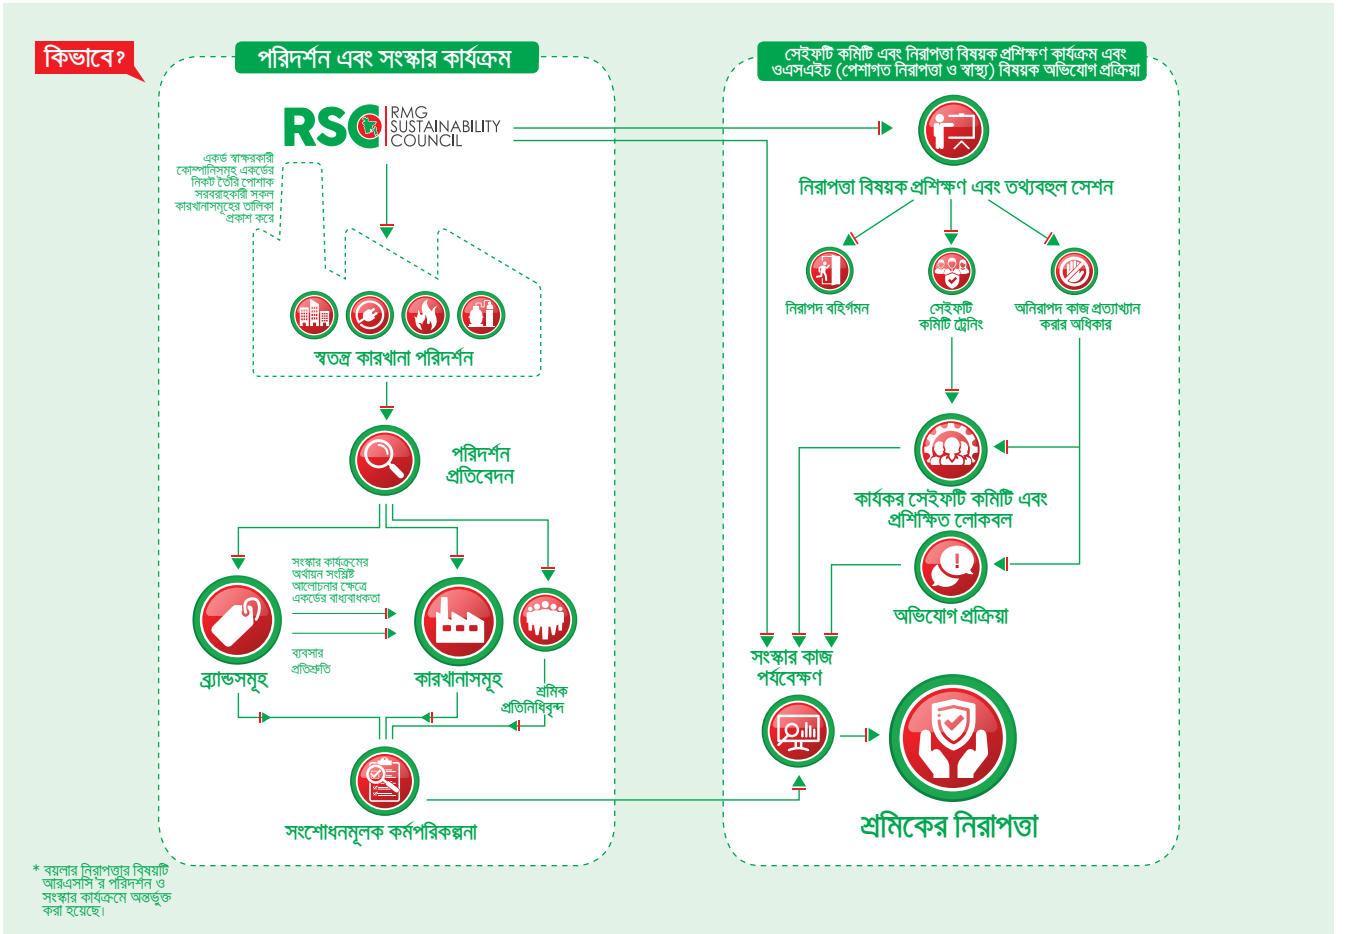 কিভাবে?
পরিদর্শন এবং সংস্কার কার্যক্রম
RSC
RMG
SUSTAINABILITY
COUNCIL
একর্ড স্বাক্ষরকারী
কোম্পানিসমূহ একর্ডের
নিকট তৈরি পোশাক
সরবরাহকারী সকল
কারখানাসমূহের তালিকা
প্রকাশ করে
স্বতন্ত্র কারখানা পরিদর্শন
পরিদর্শন
প্রতিবেদন
সংস্কার কার্যক্রমের
অর্থায়ন সংশ্লিষ্ট
আলোচনার ক্ষেত্রে
একর্ডের বাধ্যবাধকতা
ব্যবসার
প্রতিশ্রুতি
ব্র্যান্ডসমূহ
কারখানাসমূহ
শ্রমিক
প্রতিনিধিবৃন্দ
সংশোধনমূলক কর্মপরিকল্পনা
সেইফটি কমিটি এবং নিরাপত্তা বিষয়ক প্রশিক্ষণ কার্যক্রম এবং
ওএসএইচ (পেশাগত নিরাপত্তা ও স্বাস্থ্য) বিষয়ক অভিযোগ প্রক্রিয়া
নিরাপত্তা বিষয়ক প্রশিক্ষণ এবং তথ্যবহুল সেশন
নিরাপদ বহির্গমন
সেইফটি
কমিটি ট্রেনিং
অনিরাপদ কাজ প্রত্যাখ্যান
করার অধিকার
কার্যকর সেইফটি কমিটি এবং
প্রশিক্ষিত লোকবল
অভিযোগ প্রক্রিয়া
সংস্কার কাজ
পর্যবেক্ষণ
শ্রমিকের নিরাপত্তা
* বয়লার নিরাপত্তার বিষয়টি
আরএসসি'র পরিদর্শন ও
সংস্কার কার্যক্রমে অন্তর্ভুক্ত
করা হয়েছে।